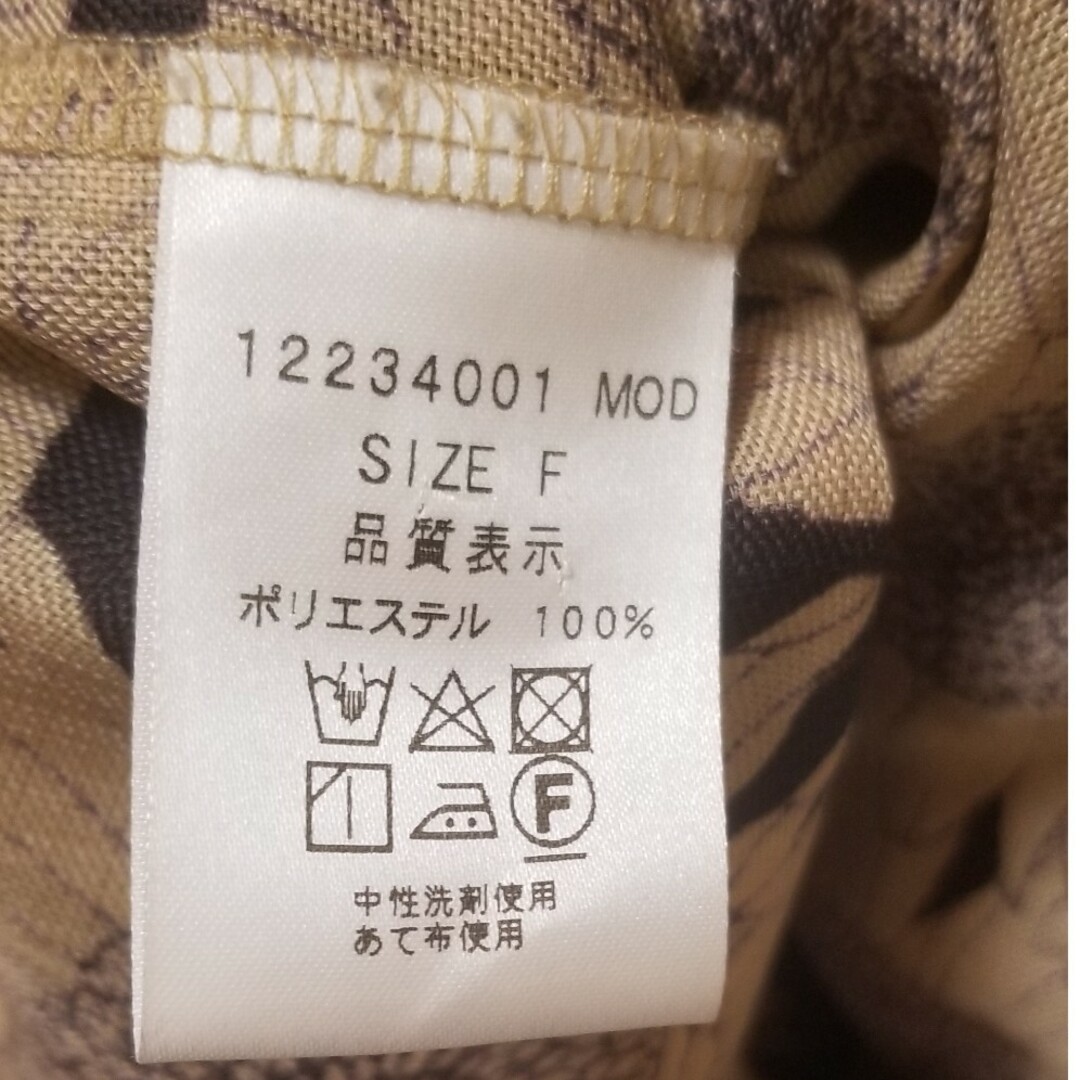 12234001 MOD
SIZE F
品質表示
ポリエステル 100%
F
中性洗剤使用
あて布使用